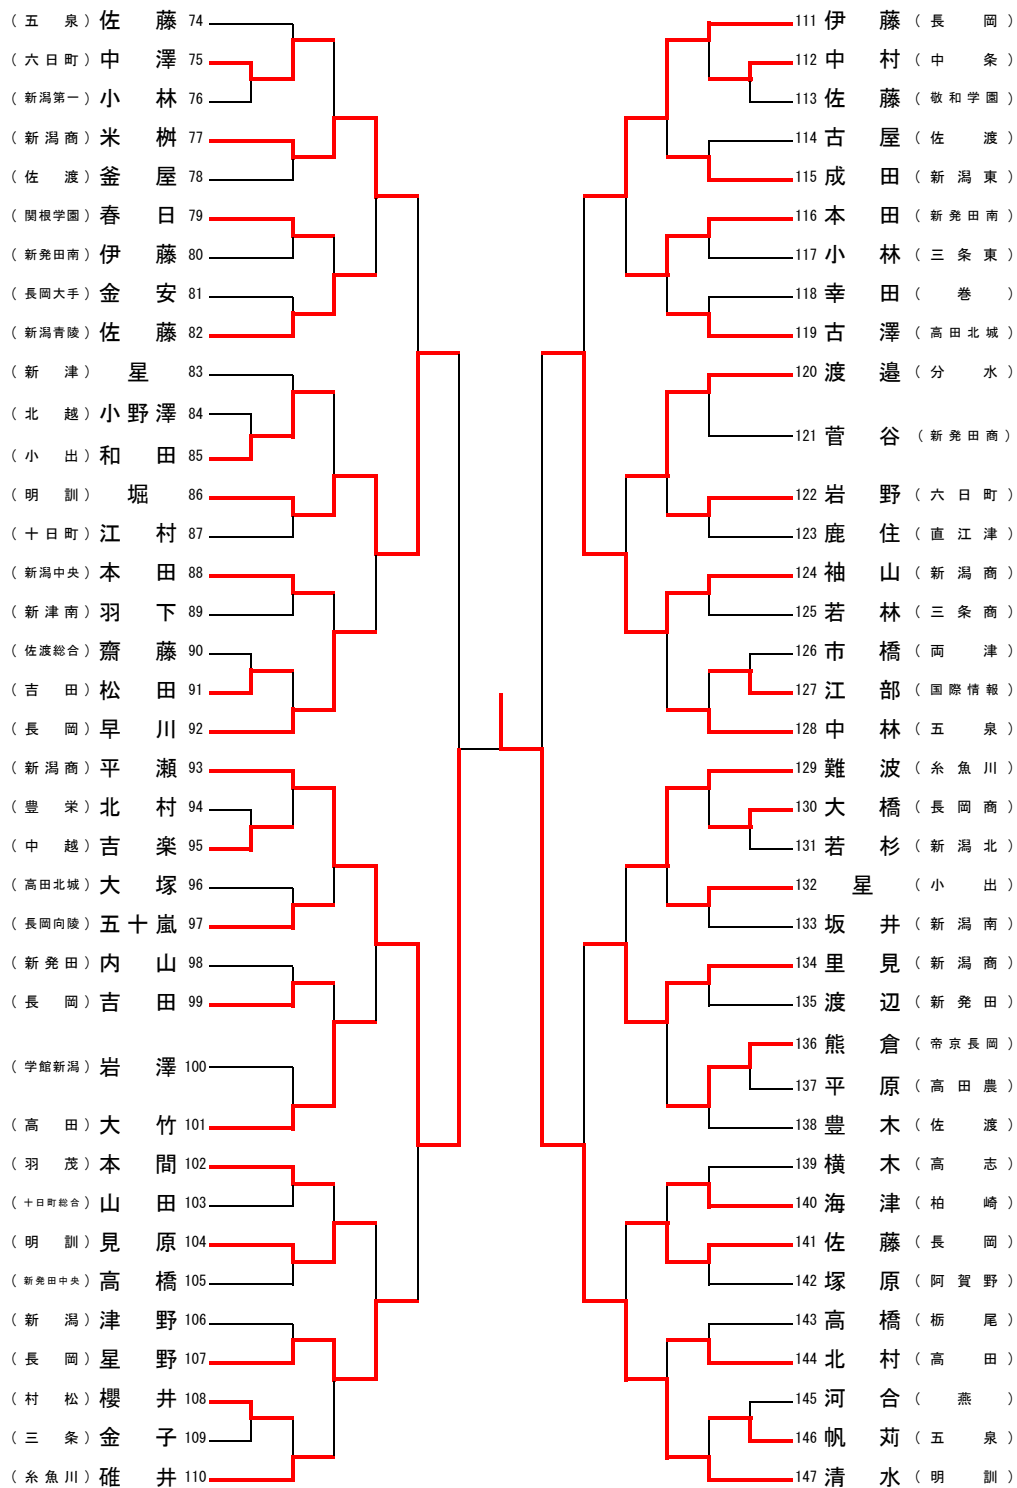 (五泉) 佐藤 74
(六日町) 中澤 75
(新潟第一) 小林 76
(新潟商) 米桝 77
(佐渡) 釜屋 78
(関根学園) 春日 79
(新発田南) 伊藤 80
(長岡大手) 金安 81
(新潟青陵) 佐藤 82
(新津) 星 83
(北越) 小野澤 84
(小出) 和田 85
(明訓) 堀 86
(十日町) 江村 87
(新潟中央) 本田 88
(新津南) 羽下 89
(佐渡総合) 齋藤 90
(吉田) 松田 91
(長岡) 早川 92
(新潟商) 平瀬 93
(豊栄) 北村 94
(中越) 吉楽 95
(高田北城) 大塚 96
(長岡向陵) 五十嵐 97
(新発田) 内山 98
(長岡) 吉田 99
(学館新潟) 岩澤 100
(高田) 大竹 101
(羽茂) 本間 102
(十日町総合) 山田 103
(明訓) 見原 104
(新発田中央) 高橋 105
(新潟) 津野 106
(長岡) 星野 107
(村松) 櫻井 108
(三条) 金子 109
(糸魚川) 碓井 110
111 伊藤 (長岡)
112 中村 (中条)
113 佐藤 (敬和学園)
114 古屋 (佐渡)
115 成田 (新潟東)
116 本田 (新発田南)
117 小林 (三条東)
118 幸田 (巻)
119 古澤 (高田北城)
120 渡邉 (分水)
121 菅谷 (新発田商)
122 岩野 (六日町)
123 鹿住 (直江津)
124 袖山 (新潟商)
125 若林 (三条商)
126 市橋 (両津)
127 江部 (国際情報)
128 中林 (五泉)
129 難波 (糸魚川)
130 大橋 (長岡商)
131 若杉 (新潟北)
132 星 (小出)
133 坂井 (新潟南)
134 里見 (新潟商)
135 渡辺 (新発田)
136 熊倉 (帝京長岡)
137 平原 (高田農)
138 豊木 (佐渡)
139 横木 (高志)
140 海津 (柏崎)
141 佐藤 (長岡)
142 塚原 (阿賀野)
143 高橋 (栃尾)
144 北村 (高田)
145 河合 (燕)
146 帆苅 (五泉)
147 清水 (明訓)